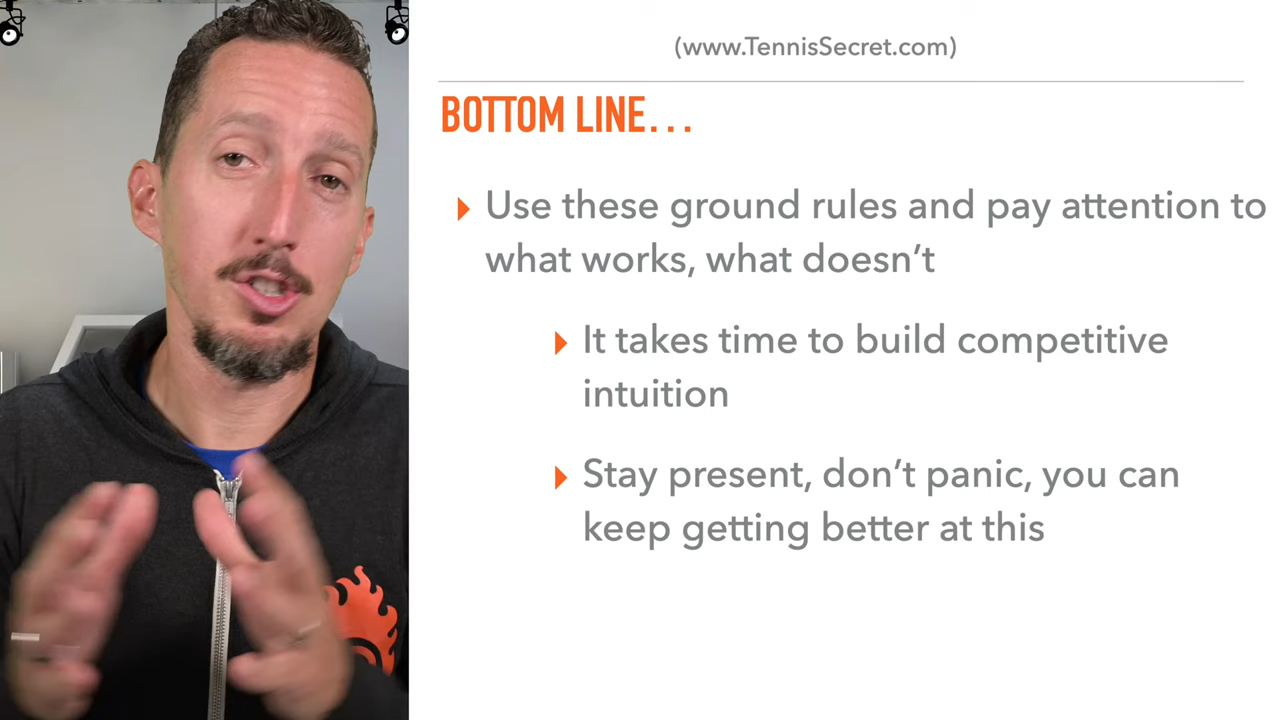 (www.TennisSecret.com)
BOTTOM LINE...
Use these ground rules and pay attention to
what works, what doesn’t
It takes time to build competitive
intuition
Stay present, don’t panic, you can
keep getting better at this